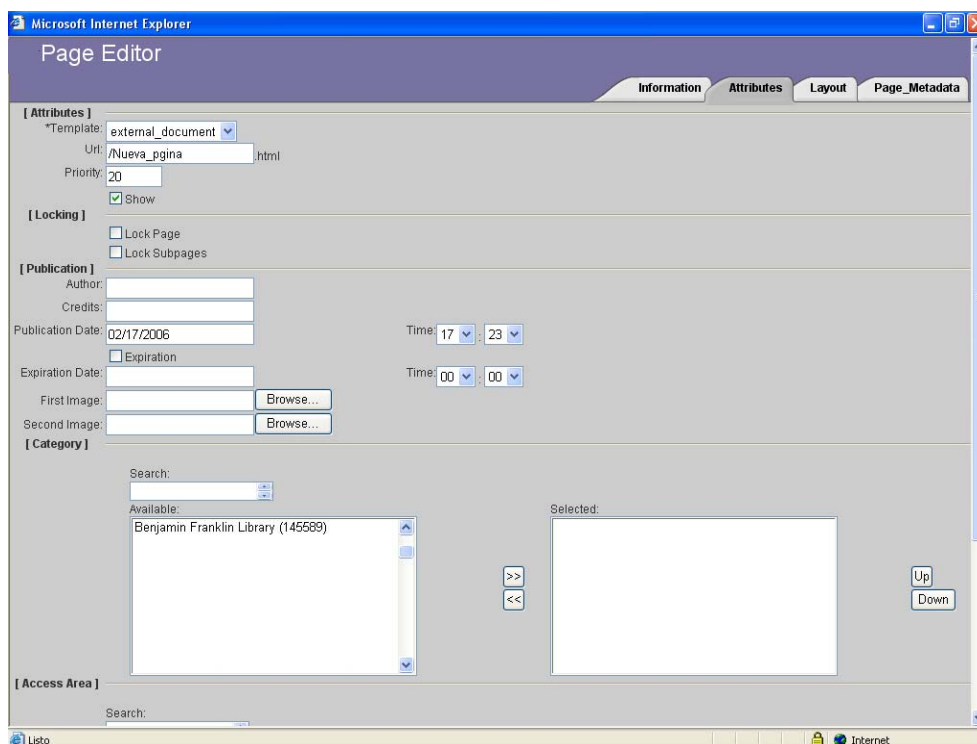 Microsoft Internet Explorer
Page Editor
Information Attributes Layout Page_Metadata
[ Attributes ]
*Template: external_document
Url: /Nueva_pgina .html
Priority: 20
Show
[ Locking ]
Lock Page
Lock Subpages
[ Publication ]
Author:
Credits:
Publication Date: 02/17/2006 Time: 17 : 23
Expiration
Expiration Date: Time: 00 : 00
First Image: Browse...
Second Image: Browse...
[ Category ]
Search:
Available: Selected:
Benjamin Franklin Library (145589)
>> Up
<< Down
[ Access Area ]
Search:
Listo Internet